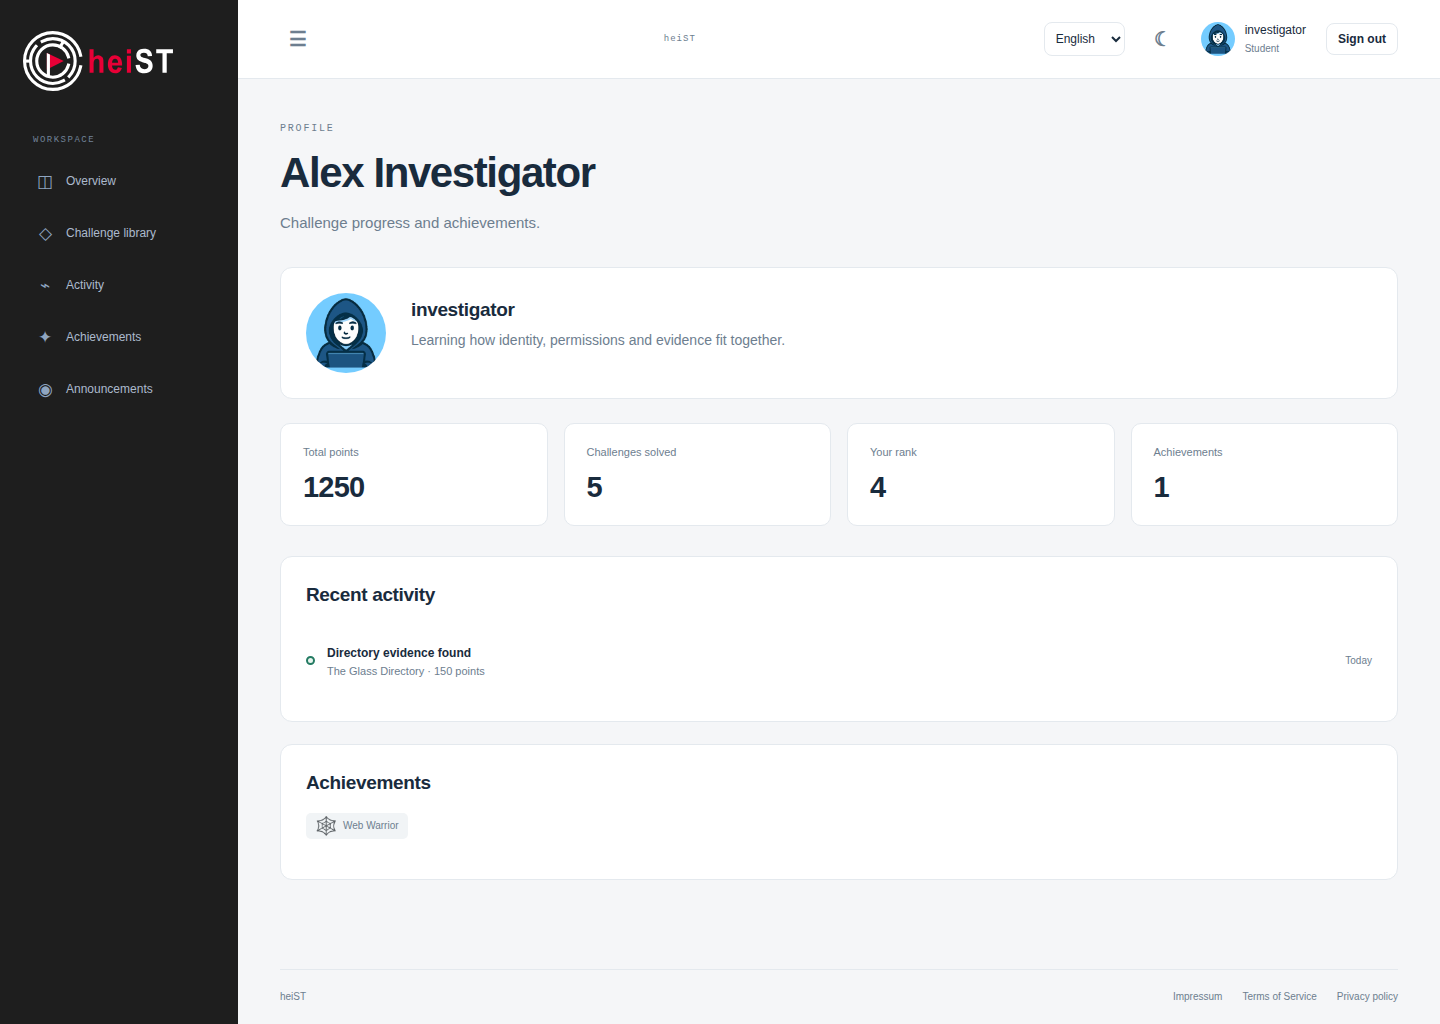 heiST
WORKSPACE
Overview
Challenge library
Activity
Achievements
Announcements
heiST
English
investigator
Student
Sign out
PROFILE
Alex Investigator
Challenge progress and achievements.
investigator
Learning how identity, permissions and evidence fit together.
Total points
1250
Challenges solved
5
Your rank
4
Achievements
1
Recent activity
Directory evidence found
The Glass Directory · 150 points
Today
Achievements
Web Warrior
heiST
Impressum
Terms of Service
Privacy policy